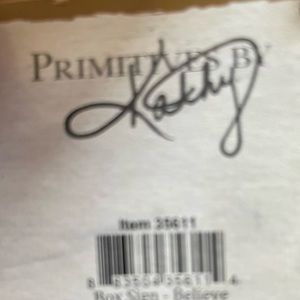 PRIMITIVES BY
Kathy
Item 35611
Box Sign - Believe